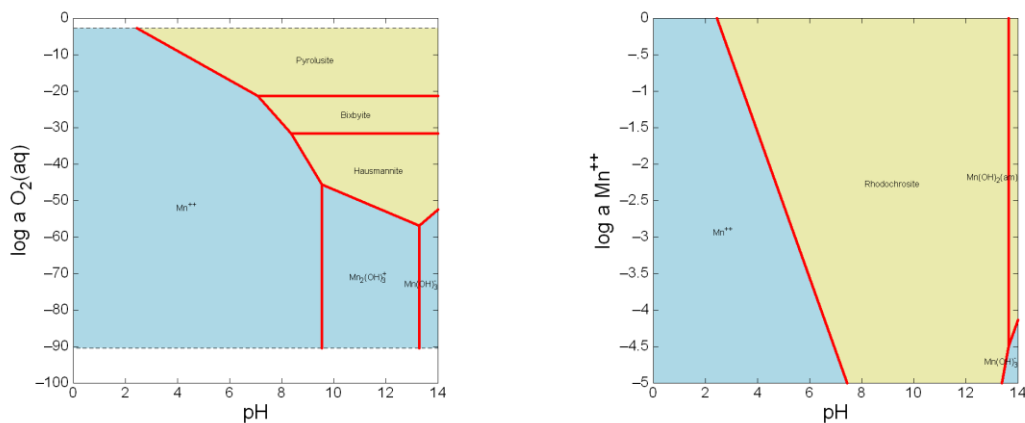 0
−10
−20
−30
−40
−50
−60
−70
−80
−90
−100
log a O₂(aq)
Pyrolusite
Bixbyite
Hausmannite
Mn⁺⁺
Mn₂(OH)₃⁺
Mn(OH)₃⁻
0 2 4 6 8 10 12 14
pH
0
−.5
−1
−1.5
−2
−2.5
−3
−3.5
−4
−4.5
−5
log a Mn⁺⁺
Mn(OH)₂(am)
Rhodochrosite
Mn⁺⁺
Mn(OH)₃⁻
0 2 4 6 8 10 12 14
pH